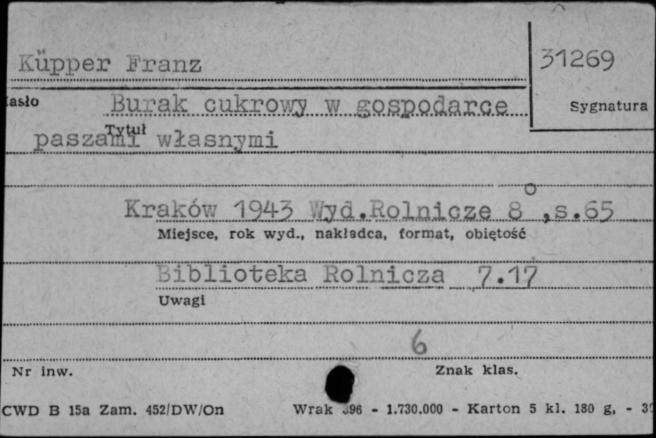 Küpper Franz
31269
asło
Burak cukrowy w gospodarce
Sygnatura
Tytuł
paszami własnymi
Kraków 1943 Wyd.Rolnicze 8°,s.65
Miejsce, rok wyd., nakładca, format, objętość
Biblioteka Rolnicza 7.17
Uwagi
6
Nr inw.
Znak klas.
CWD B 15a Zam. 452/DW/On Wrak 396 - 1.730.000 - Karton 5 kl. 180 g, - 3